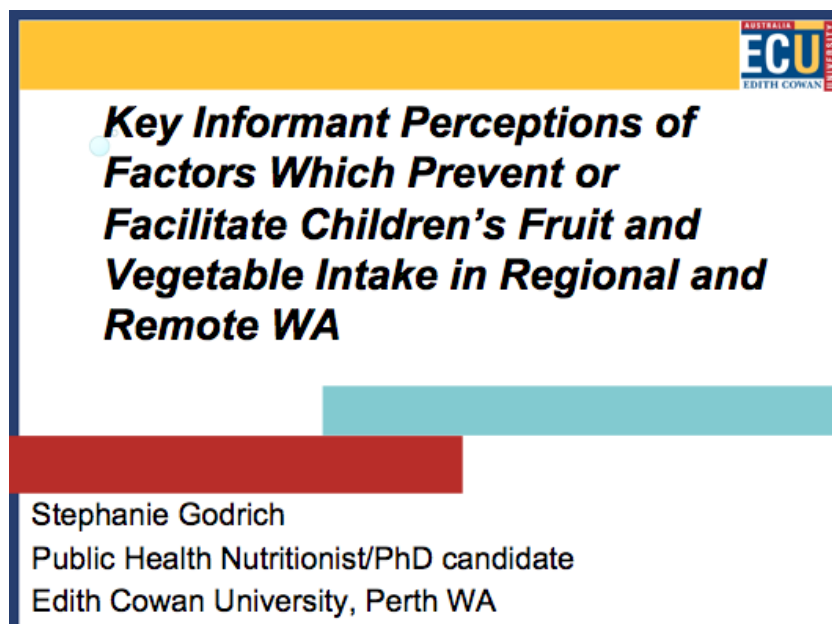 AUSTRALIA
ECU
UNIVERSITY
EDITH COWAN
Key Informant Perceptions of
Factors Which Prevent or
Facilitate Children’s Fruit and
Vegetable Intake in Regional and
Remote WA
Stephanie Godrich
Public Health Nutritionist/PhD candidate
Edith Cowan University, Perth WA